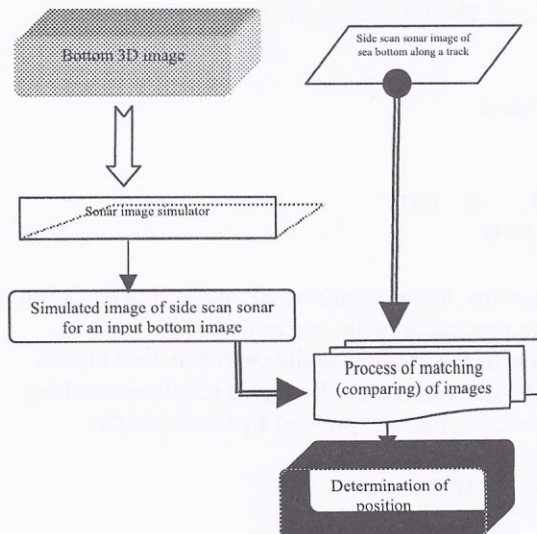 Bottom 3D image
Side scan sonar image of
sea bottom along a track
Sonar image simulator
Simulated image of side scan sonar
for an input bottom image
Process of matching
(comparing) of images
Determination of
position